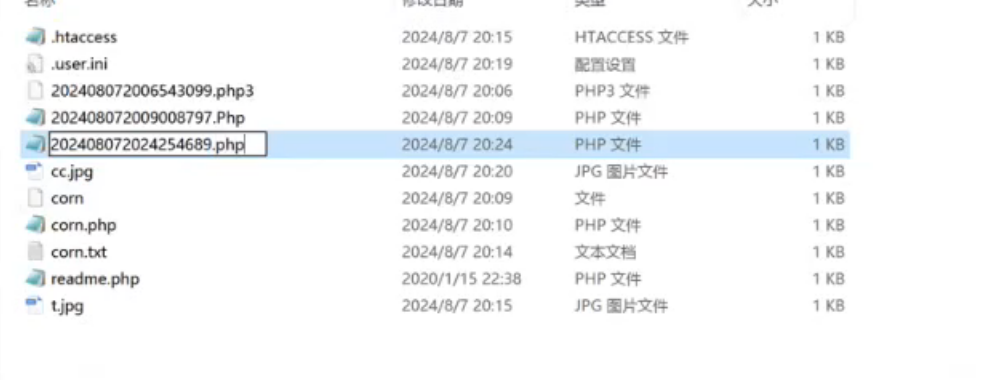 名称 修改日期 类型 大小
.htaccess 2024/8/7 20:15 HTACCESS 文件 1 KB
.user.ini 2024/8/7 20:19 配置设置 1 KB
202408072006543099.php3 2024/8/7 20:06 PHP3 文件 1 KB
202408072009008797.Php 2024/8/7 20:09 PHP 文件 1 KB
202408072024254689.php 2024/8/7 20:24 PHP 文件 1 KB
cc.jpg 2024/8/7 20:20 JPG 图片文件 1 KB
corn 2024/8/7 20:09 文件 1 KB
corn.php 2024/8/7 20:10 PHP 文件 1 KB
corn.txt 2024/8/7 20:14 文本文档 1 KB
readme.php 2020/1/15 22:38 PHP 文件 1 KB
t.jpg 2024/8/7 20:15 JPG 图片文件 1 KB